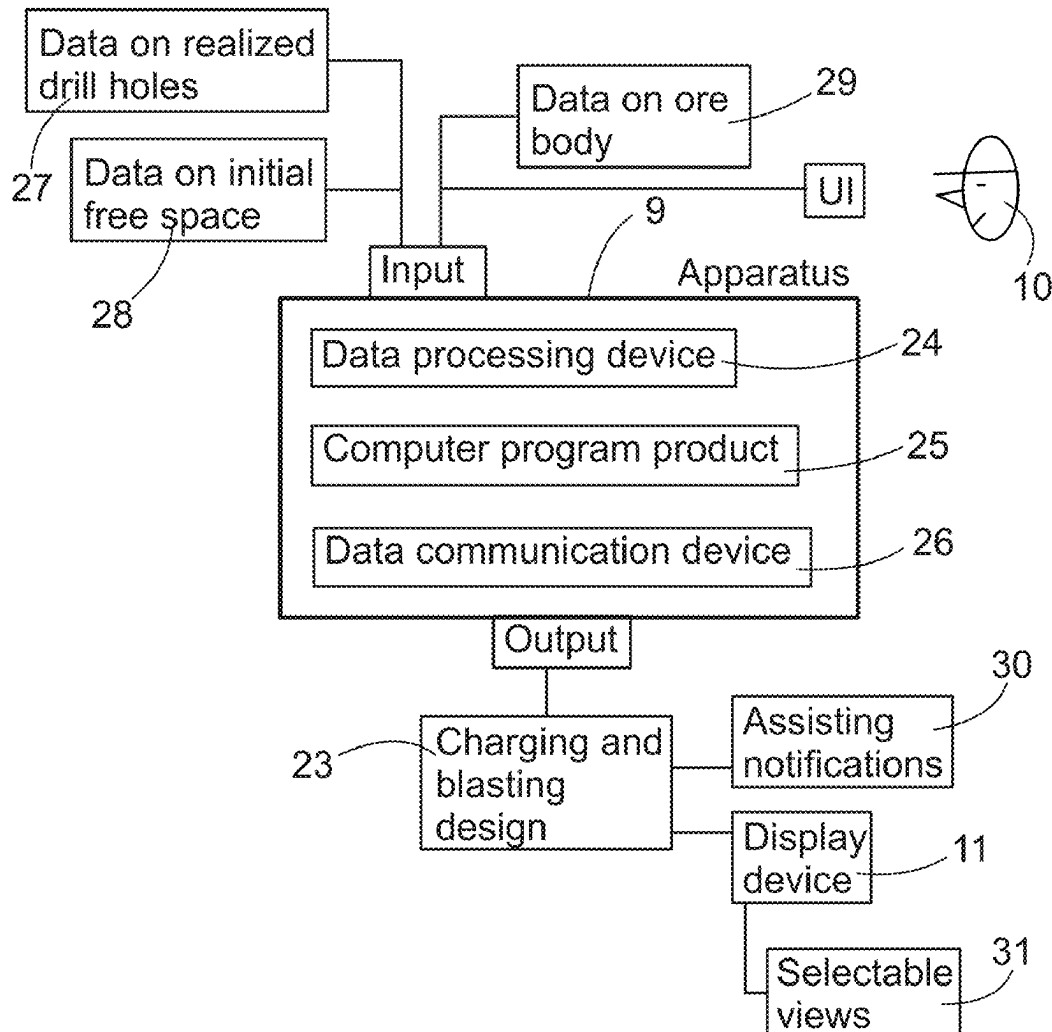 Data on realized
drill holes
27
Data on initial
free space
28
Data on ore
body
29
UI
10
9
Input
Apparatus
Data processing device
24
Computer program product
25
Data communication device
26
Output
23
Charging and
blasting
design
30
Assisting
notifications
Display
device
11
Selectable
views
31